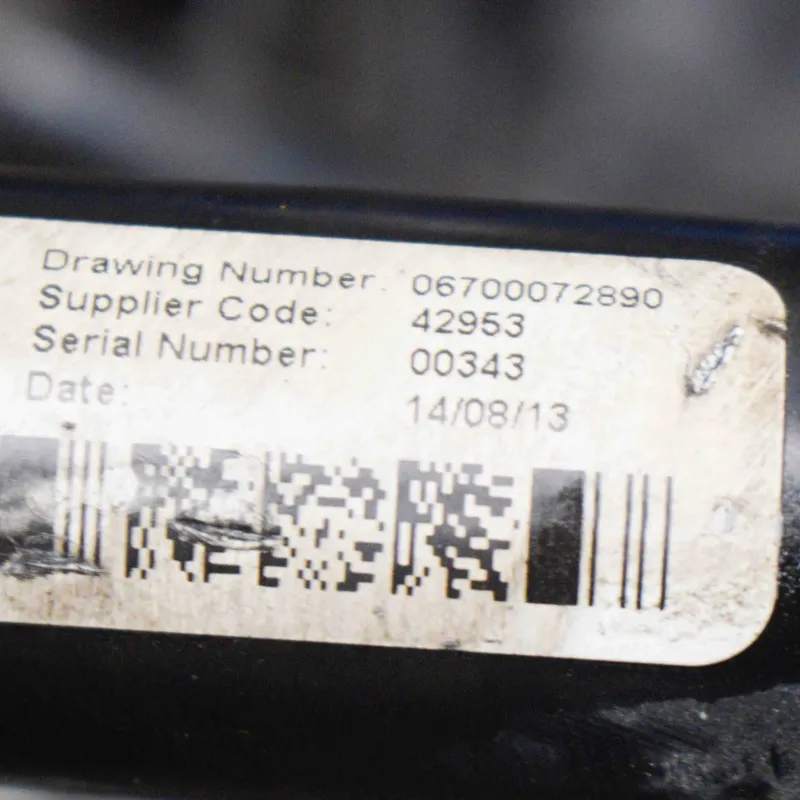 Drawing Number: 06700072890
Supplier Code: 42953
Serial Number: 00343
Date: 14/08/13